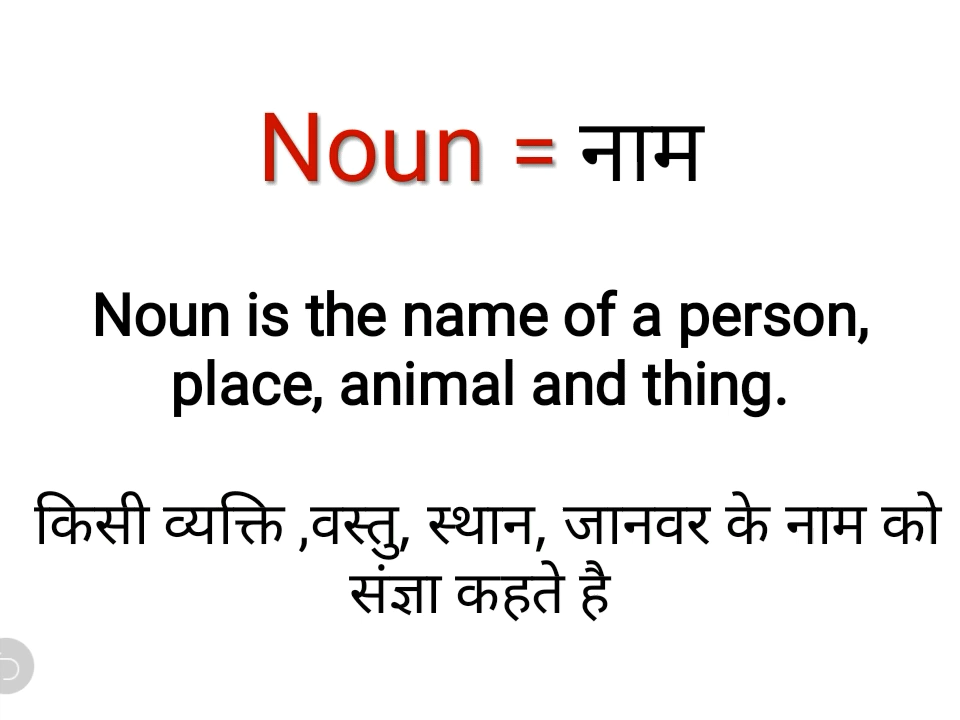 Noun = नाम
Noun is the name of a person,
place, animal and thing.
किसी व्यक्ति ,वस्तु, स्थान, जानवर के नाम को
संज्ञा कहते है